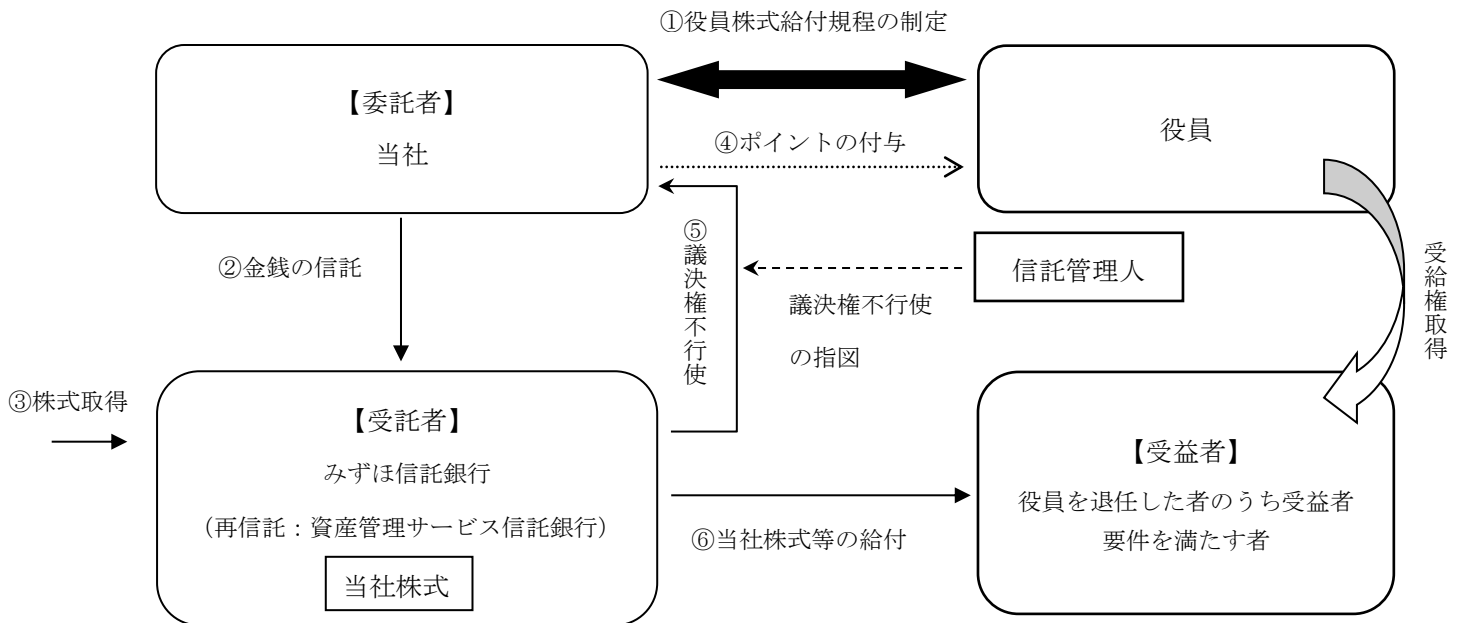 ①役員株式給付規程の制定
【委託者】
当社
役員
④ポイントの付与
②金銭の信託
⑤議決権不行使
信託管理人
議決権不行使
の指図
受給権取得
③株式取得
【受託者】
みずほ信託銀行
（再信託：資産管理サービス信託銀行）
当社株式
⑥当社株式等の給付
【受益者】
役員を退任した者のうち受益者
要件を満たす者